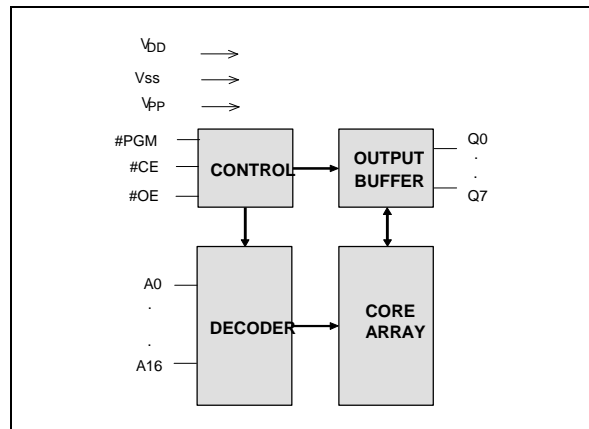 VDD
Vss
VPP
#PGM
#CE
#OE
CONTROL
OUTPUT
BUFFER
Q0
.
.
Q7
A0
.
.
A16
DECODER
CORE
ARRAY